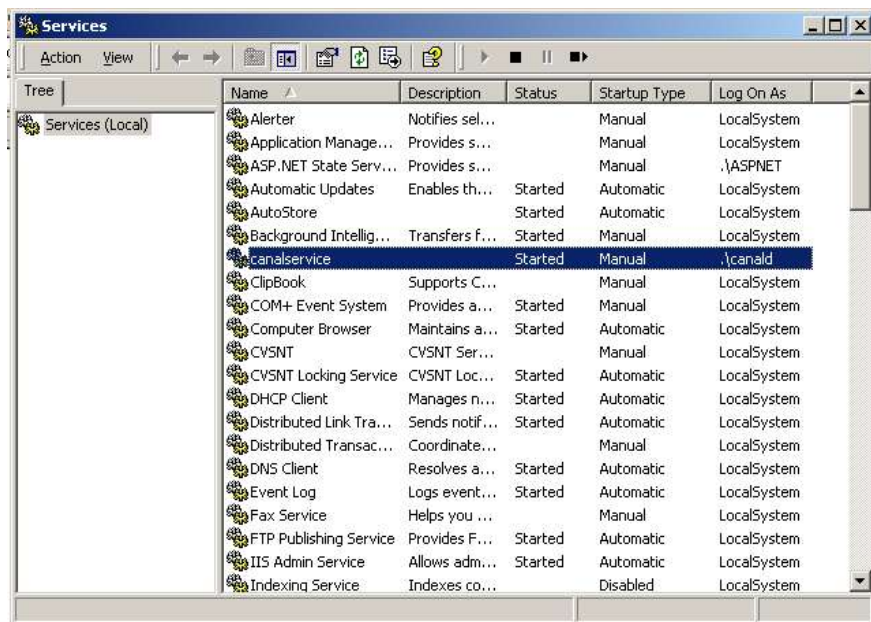 Services
Action View
Tree
Services (Local)
Name Description Status Startup Type Log On As
Alerter Notifies sel... Manual LocalSystem
Application Manage... Provides s... Manual LocalSystem
ASP.NET State Serv... Provides s... Manual .\ASPNET
Automatic Updates Enables th... Started Automatic LocalSystem
AutoStore Started Automatic LocalSystem
Background Intellig... Transfers f... Started Manual LocalSystem
canalservice Started Manual .\canald
ClipBook Supports C... Manual LocalSystem
COM+ Event System Provides a... Started Manual LocalSystem
Computer Browser Maintains a... Started Automatic LocalSystem
CVSNT CVSNT Ser... Manual LocalSystem
CVSNT Locking Service CVSNT Loc... Started Automatic LocalSystem
DHCP Client Manages n... Started Automatic LocalSystem
Distributed Link Tra... Sends notif... Started Automatic LocalSystem
Distributed Transac... Coordinate... Manual LocalSystem
DNS Client Resolves a... Started Automatic LocalSystem
Event Log Logs event... Started Automatic LocalSystem
Fax Service Helps you ... Manual LocalSystem
FTP Publishing Service Provides F... Started Automatic LocalSystem
IIS Admin Service Allows adm... Started Automatic LocalSystem
Indexing Service Indexes co... Disabled LocalSystem